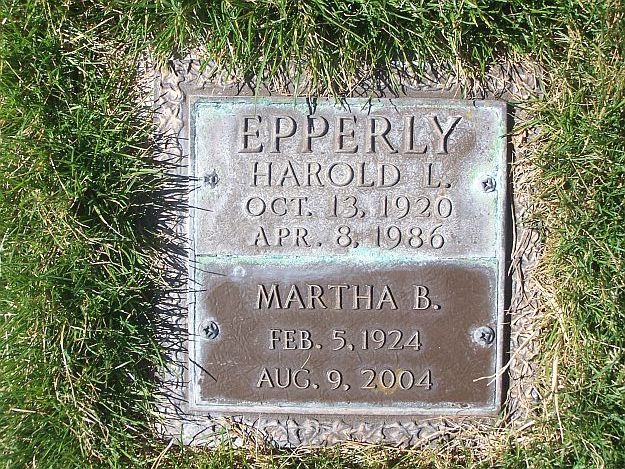 EPPERLY
HAROLD L.
OCT. 13, 1920
APR. 8, 1986
MARTHA B.
FEB. 5, 1924
AUG. 9, 2004